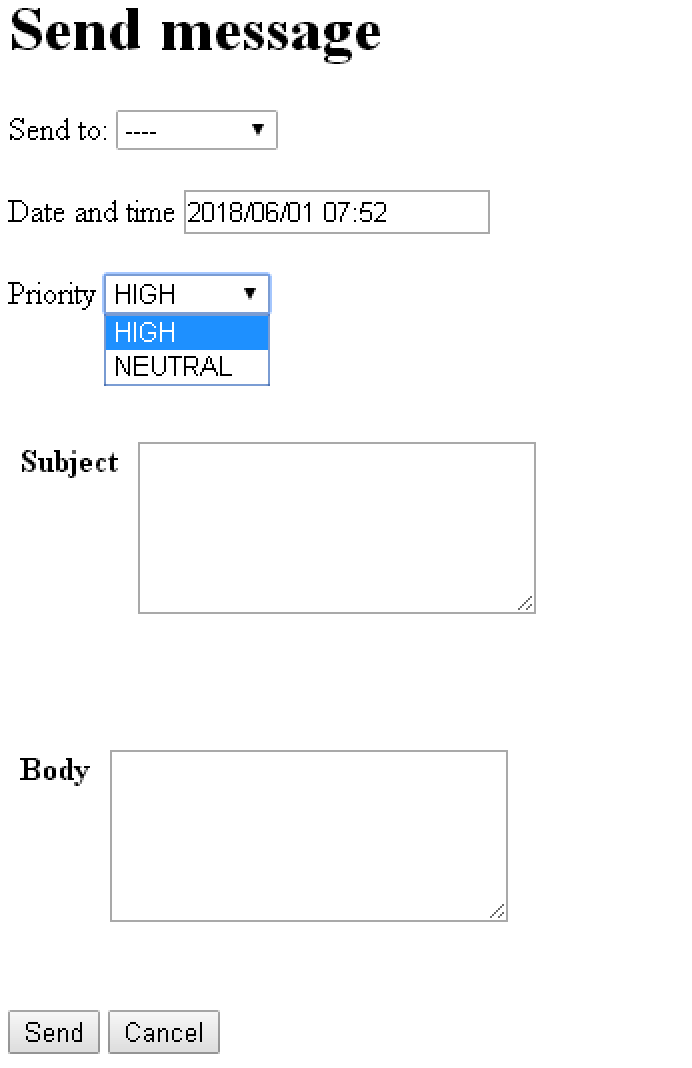 Send message
Send to: ----
Date and time 2018/06/01 07:52
Priority HIGH
HIGH
NEUTRAL
Subject
Body
Send Cancel